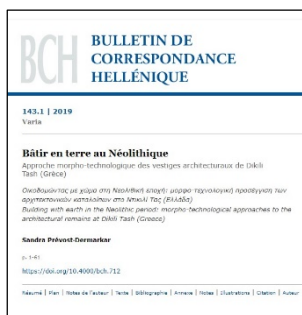 BCH BULLETIN DE
CORRESPONDANCE
HELLÉNIQUE
143.1 | 2019
Varia
Bâtir en terre au Néolithique
Approche morpho-technologique des vestiges architecturaux de Dikili
Tash (Grèce)
Οικοδομώντας με χώμα στη Νεολιθική εποχή: μορφο-τεχνολογική προσέγγιση των
αρχιτεκτονικών καταλοίπων στο Ντικιλί Τας (Ελλάδα)
Building with earth in the Neolithic period: morpho-technological approaches to the
architectural remains at Dikili Tash (Greece)
Sandra Prévost-Dermarkar
p. 1-61
https://doi.org/10.4000/bch.712
Résumé | Plan | Notes de l'auteur | Texte | Bibliographie | Annexe | Notes | Illustrations | Citation | Auteur